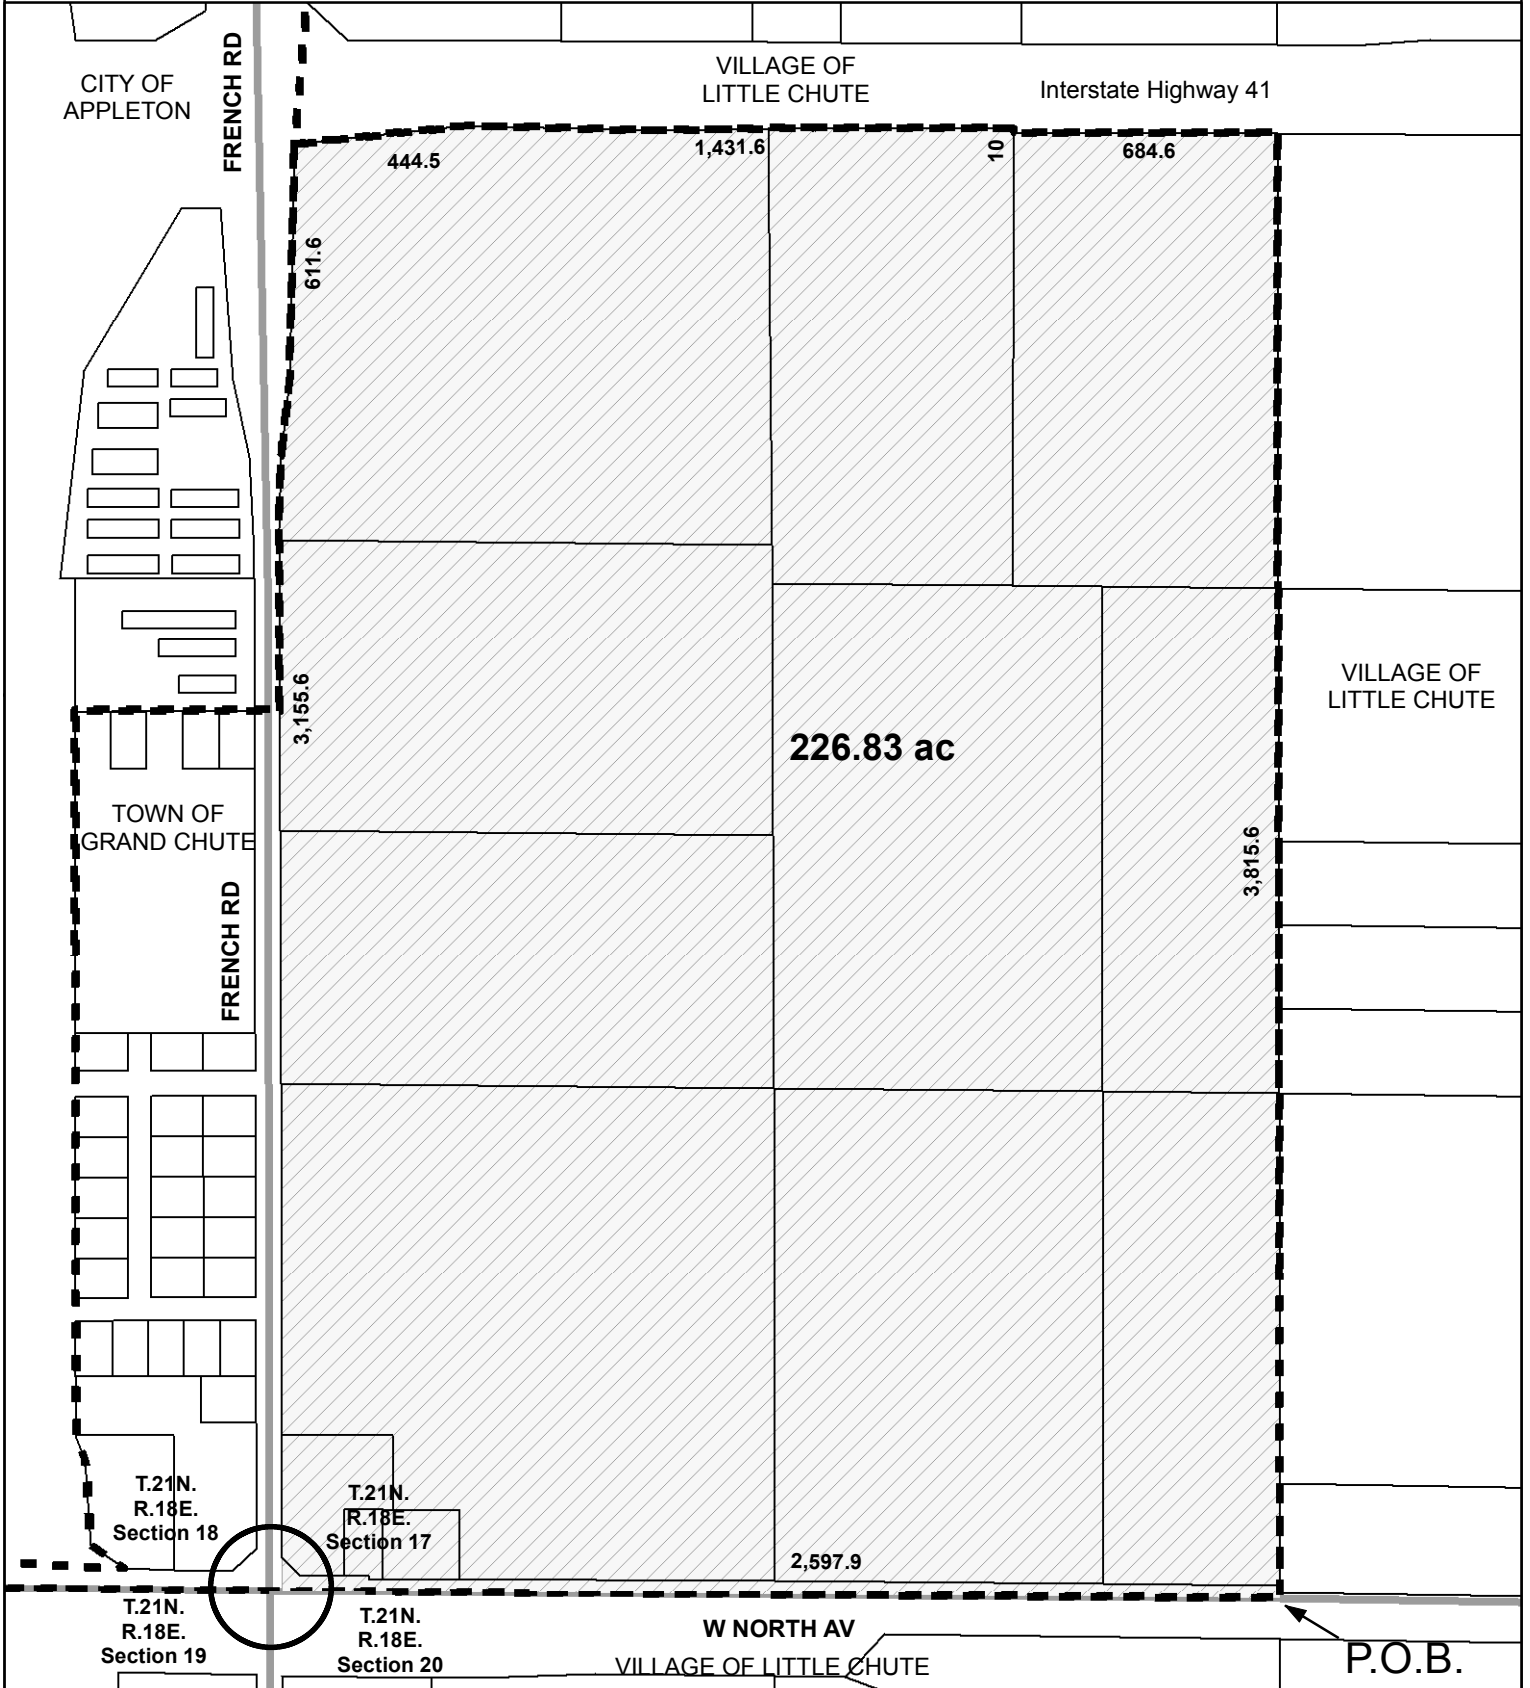 CITY OF
APPLETON
FRENCH RD
VILLAGE OF
LITTLE CHUTE
Interstate Highway 41
444.5
1,431.6
10
684.6
611.6
3,155.6
226.83 ac
VILLAGE OF
LITTLE CHUTE
TOWN OF
GRAND CHUTE
3,815.6
FRENCH RD
T.21N.
R.18E.
Section 18
T.21N.
R.18E.
Section 17
2,597.9
T.21N.
R.18E.
Section 19
T.21N.
R.18E.
Section 20
W NORTH AV
VILLAGE OF LITTLE CHUTE
P.O.B.